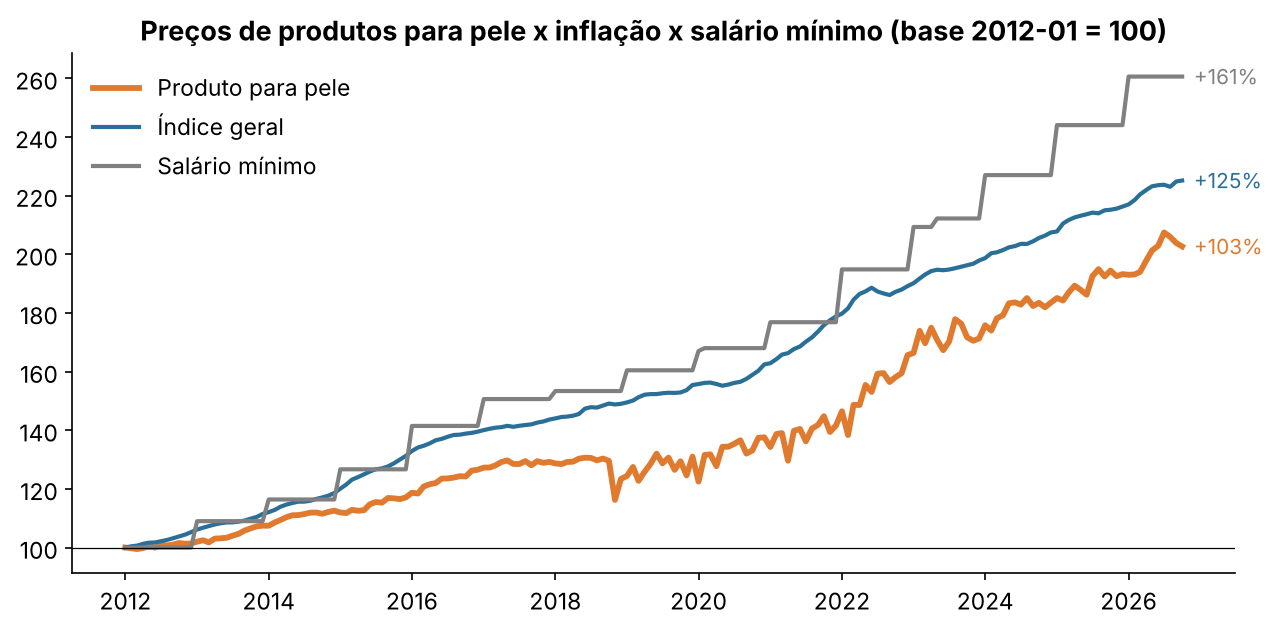 Preços de produtos para pele x inflação x salário mínimo (base 2012-01 = 100)
260
240
220
200
180
160
140
120
100
Produto para pele
Índice geral
Salário mínimo
+161%
+125%
+103%
2012 2014 2016 2018 2020 2022 2024 2026